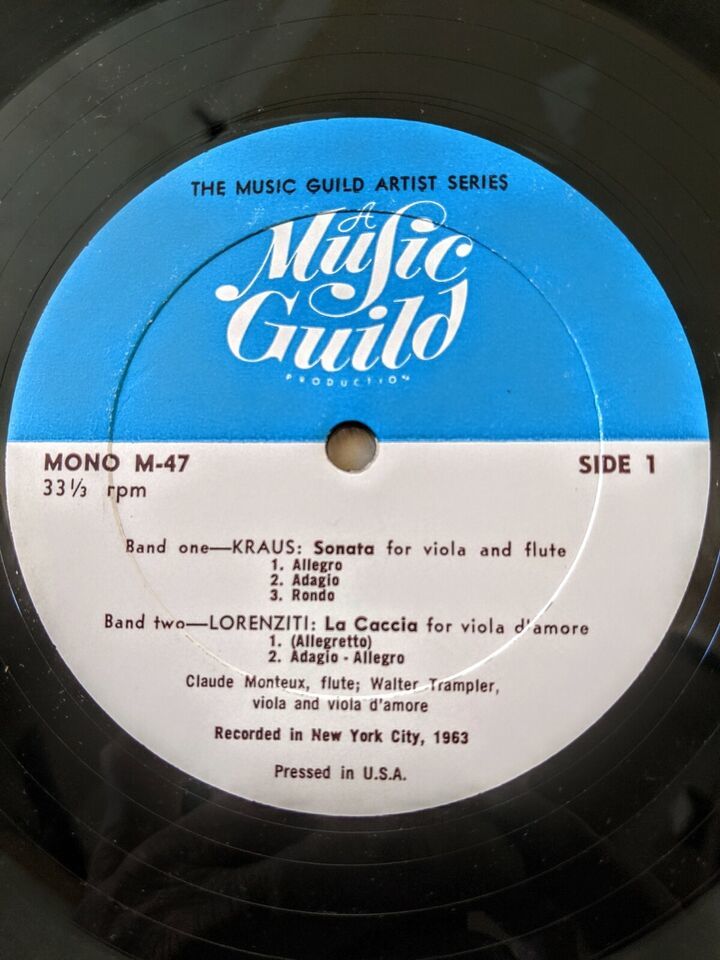 THE MUSIC GUILD ARTIST SERIES
A
Music
Guild
PRODUCTION
MONO M-47
SIDE 1
33⅓ rpm
Band one—KRAUS: Sonata for viola and flute
1. Allegro
2. Adagio
3. Rondo
Band two—LORENZITI: La Caccia for viola d'amore
1. (Allegretto)
2. Adagio - Allegro
Claude Monteux, flute; Walter Trampler,
viola and viola d'amore
Recorded in New York City, 1963
Pressed in U.S.A.